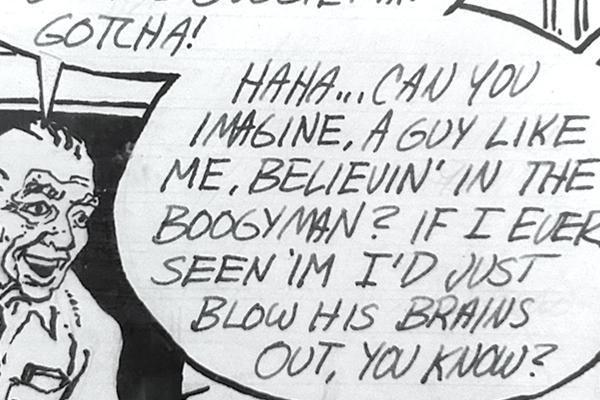 GOTCHA!
HAHA... CAN YOU
IMAGINE, A GUY LIKE
ME, BELIEVIN' IN THE
BOOGYMAN? IF I EVER
SEEN 'IM I'D JUST
BLOW HIS BRAINS
OUT, YOU KNOW?